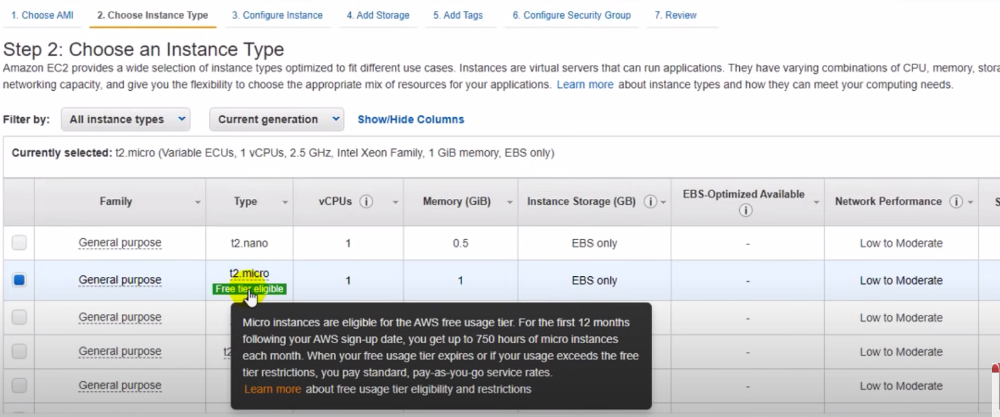 1. Choose AMI 2. Choose Instance Type 3. Configure Instance 4. Add Storage 5. Add Tags 6. Configure Security Group 7. Review
Step 2: Choose an Instance Type
Amazon EC2 provides a wide selection of instance types optimized to fit different use cases. Instances are virtual servers that can run applications. They have varying combinations of CPU, memory,
networking capacity, and give you the flexibility to choose the appropriate mix of resources for your applications. Learn more about instance types and how they can meet your computing needs.
Filter by: All instance types Current generation Show/Hide Columns
Currently selected: t2.micro (Variable ECUs, 1 vCPUs, 2.5 GHz, Intel Xeon Family, 1 GiB memory, EBS only)
Family Type vCPUs Memory (GiB) Instance Storage (GB) EBS-Optimized Available Network Performance
General purpose t2.nano 1 0.5 EBS only - Low to Moderate
General purpose t2.micro 1 1 EBS only - Low to Moderate
Free tier eligible
General purpose - Low to Moderate
General purpose - Low to Moderate
General purpose - Low to Moderate
Micro instances are eligible for the AWS free usage tier. For the first 12 months
following your AWS sign-up date, you get up to 750 hours of micro instances
each month. When your free usage tier expires or if your usage exceeds the free
tier restrictions, you pay standard, pay-as-you-go service rates.
Learn more about free usage tier eligibility and restrictions